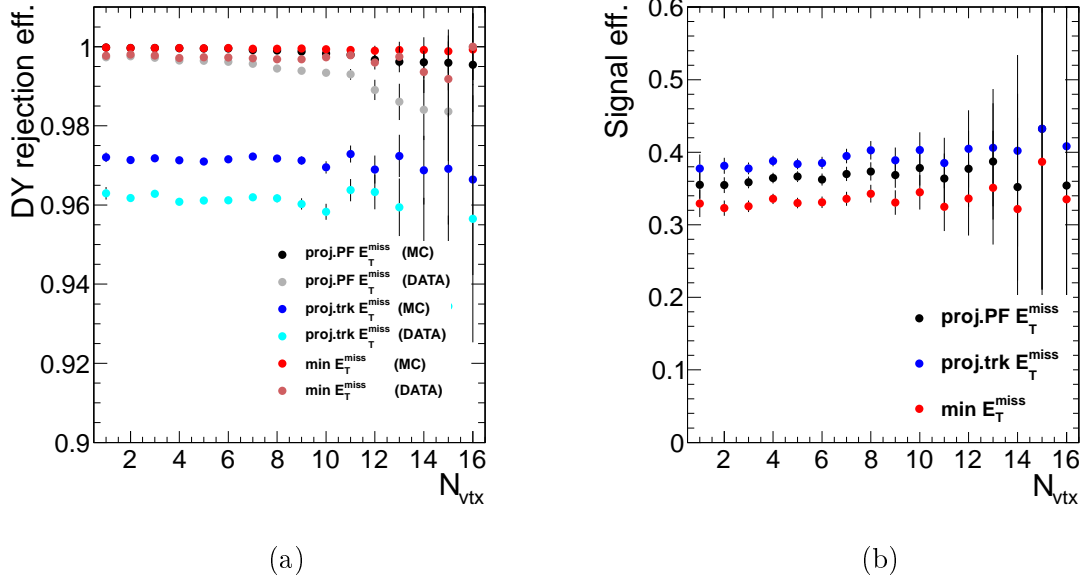 DY rejection eff.
1
0.98
0.96
0.94
0.92
0.9
proj.PF E_T^miss (MC)
proj.PF E_T^miss (DATA)
proj.trk E_T^miss (MC)
proj.trk E_T^miss (DATA)
min E_T^miss (MC)
min E_T^miss (DATA)
2 4 6 8 10 12 14 16
N_vtx
(a)
Signal eff.
0.6
0.5
0.4
0.3
0.2
0.1
0
proj.PF E_T^miss
proj.trk E_T^miss
min E_T^miss
2 4 6 8 10 12 14 16
N_vtx
(b)